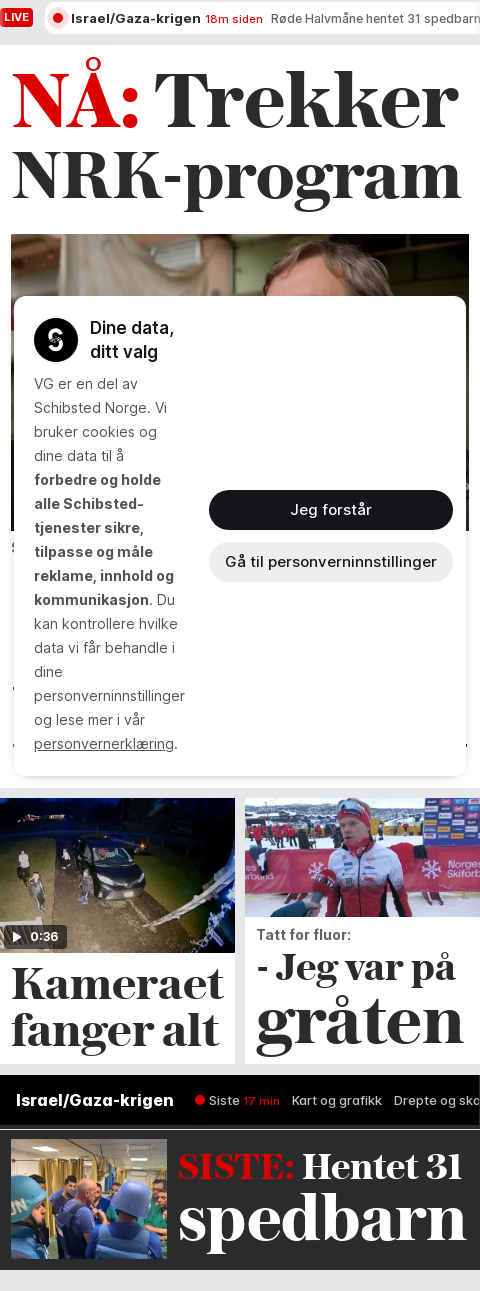 LIVE
Israel/Gaza-krigen 18m siden Røde Halvmåne hentet 31 spedbarn
NÅ: Trekker
NRK-program
Dine data,
ditt valg
VG er en del av
Schibsted Norge. Vi
bruker cookies og
dine data til å
forbedre og holde
alle Schibsted-
tjenester sikre,
tilpasse og måle
reklame, innhold og
kommunikasjon. Du
kan kontrollere hvilke
data vi får behandle i
dine
personverninnstillinger
og lese mer i vår
personvernerklæring.
Jeg forstår
Gå til personverninnstillinger
0:36
Kameraet
fanger alt
Tatt for fluor:
- Jeg var på
gråten
Israel/Gaza-krigen
Siste 17 min Kart og grafikk Drepte og
SISTE: Hentet 31
spedbarn